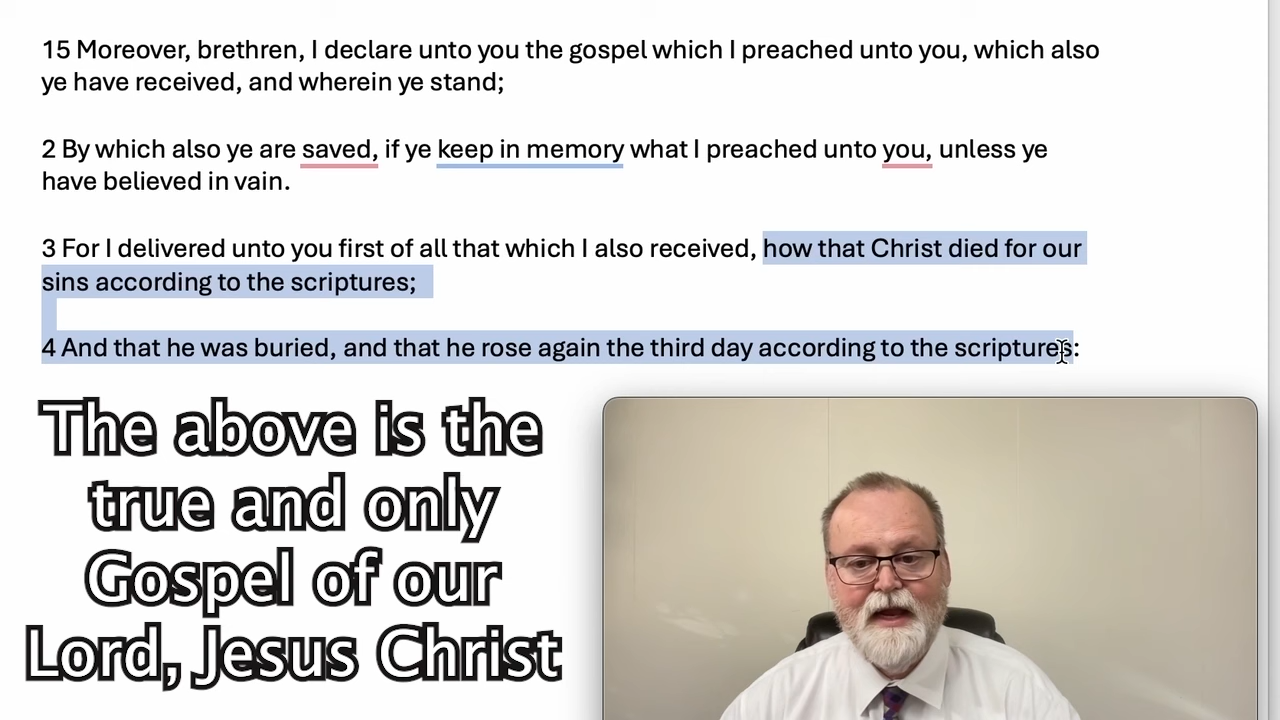 15 Moreover, brethren, I declare unto you the gospel which I preached unto you, which also
ye have received, and wherein ye stand;
2 By which also ye are saved, if ye keep in memory what I preached unto you, unless ye
have believed in vain.
3 For I delivered unto you first of all that which I also received, how that Christ died for our
sins according to the scriptures;
4 And that he was buried, and that he rose again the third day according to the scriptures:
The above is the
true and only
Gospel of our
Lord, Jesus Christ